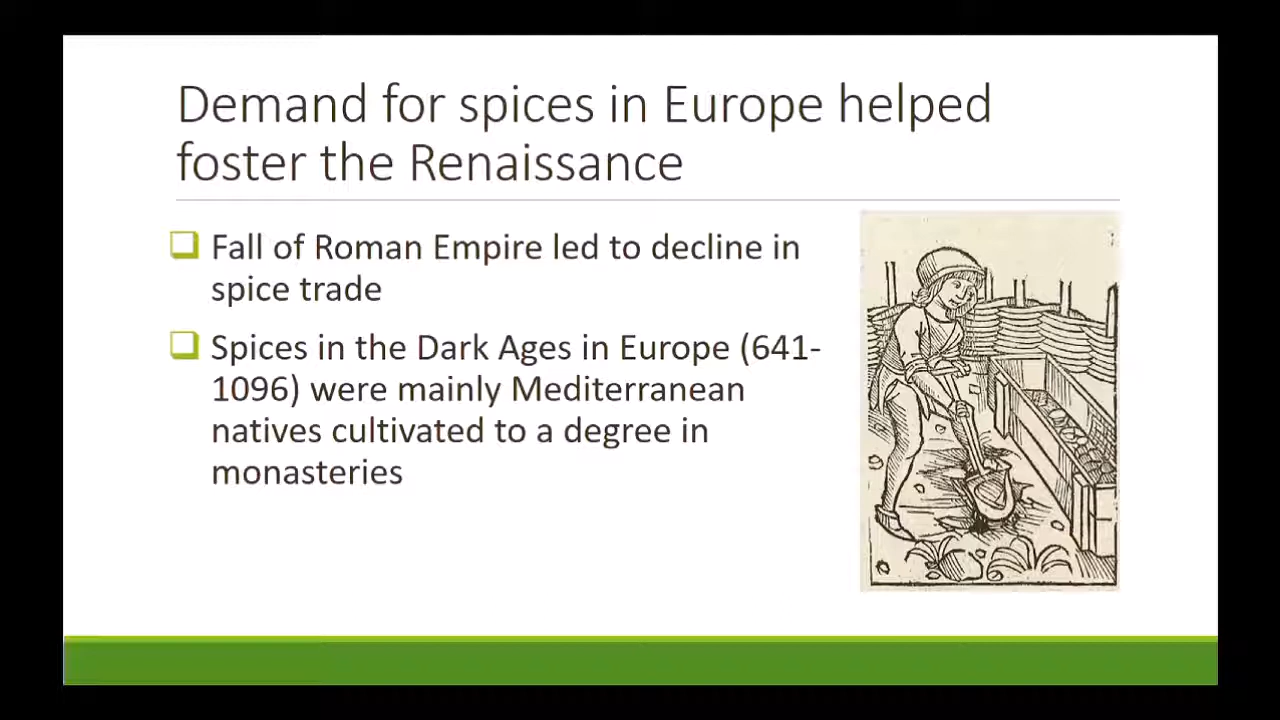 Demand for spices in Europe helped
foster the Renaissance
Fall of Roman Empire led to decline in
spice trade
Spices in the Dark Ages in Europe (641-
1096) were mainly Mediterranean
natives cultivated to a degree in
monasteries